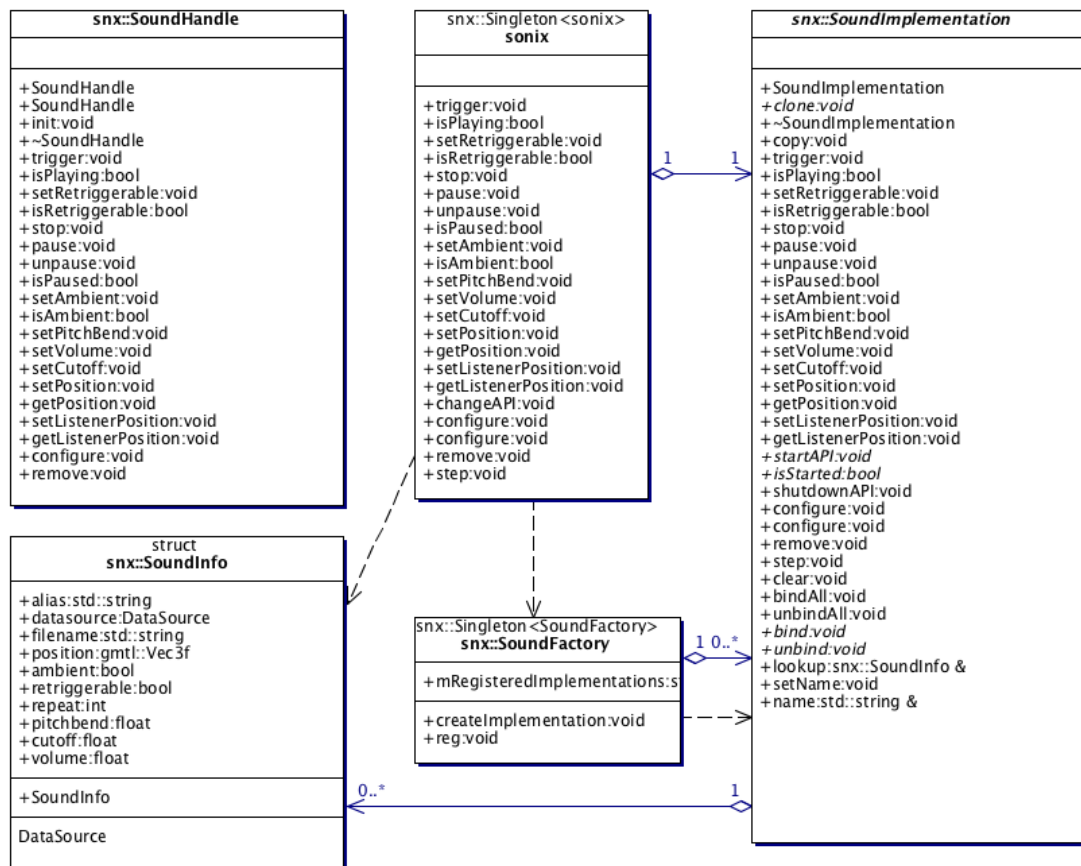 snx::SoundHandle
+SoundHandle
+SoundHandle
+init:void
+~SoundHandle
+trigger:void
+isPlaying:bool
+setRetriggerable:void
+isRetriggerable:bool
+stop:void
+pause:void
+unpause:void
+isPaused:bool
+setAmbient:void
+isAmbient:bool
+setPitchBend:void
+setVolume:void
+setCutoff:void
+setPosition:void
+getPosition:void
+setListenerPosition:void
+getListenerPosition:void
+configure:void
+remove:void
snx::Singleton<sonix>
sonix
+trigger:void
+isPlaying:bool
+setRetriggerable:void
+isRetriggerable:bool
+stop:void
+pause:void
+unpause:void
+isPaused:bool
+setAmbient:void
+isAmbient:bool
+setPitchBend:void
+setVolume:void
+setCutoff:void
+setPosition:void
+getPosition:void
+setListenerPosition:void
+getListenerPosition:void
+changeAPI:void
+configure:void
+configure:void
+remove:void
+step:void
1
1
snx::SoundImplementation
+SoundImplementation
+clone:void
+~SoundImplementation
+copy:void
+trigger:void
+isPlaying:bool
+setRetriggerable:void
+isRetriggerable:bool
+stop:void
+pause:void
+unpause:void
+isPaused:bool
+setAmbient:void
+isAmbient:bool
+setPitchBend:void
+setVolume:void
+setCutoff:void
+setPosition:void
+getPosition:void
+setListenerPosition:void
+getListenerPosition:void
+startAPI:void
+isStarted:bool
+shutdownAPI:void
+configure:void
+configure:void
+remove:void
+step:void
+clear:void
+bindAll:void
+unbindAll:void
+bind:void
+unbind:void
+lookup:snx::SoundInfo &
+setName:void
+name:std::string &
struct
snx::SoundInfo
+alias:std::string
+datasource:DataSource
+filename:std::string
+position:gmtl::Vec3f
+ambient:bool
+retriggerable:bool
+repeat:int
+pitchbend:float
+cutoff:float
+volume:float
+SoundInfo
DataSource
snx::Singleton<SoundFactory>
snx::SoundFactory
+mRegisteredImplementations:st
+createImplementation:void
+reg:void
1 0..*
0..*
1